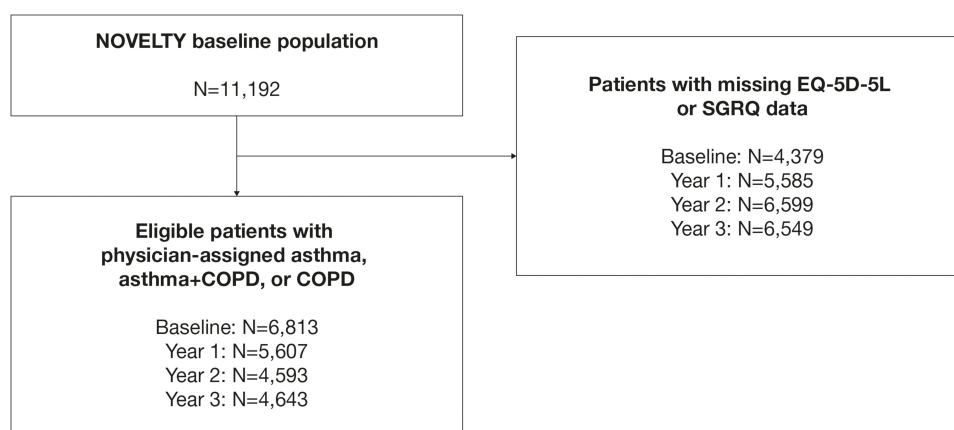 NOVELTY baseline population
N=11,192
Patients with missing EQ-5D-5L
or SGRQ data
Baseline: N=4,379
Year 1: N=5,585
Year 2: N=6,599
Year 3: N=6,549
Eligible patients with
physician-assigned asthma,
asthma+COPD, or COPD
Baseline: N=6,813
Year 1: N=5,607
Year 2: N=4,593
Year 3: N=4,643